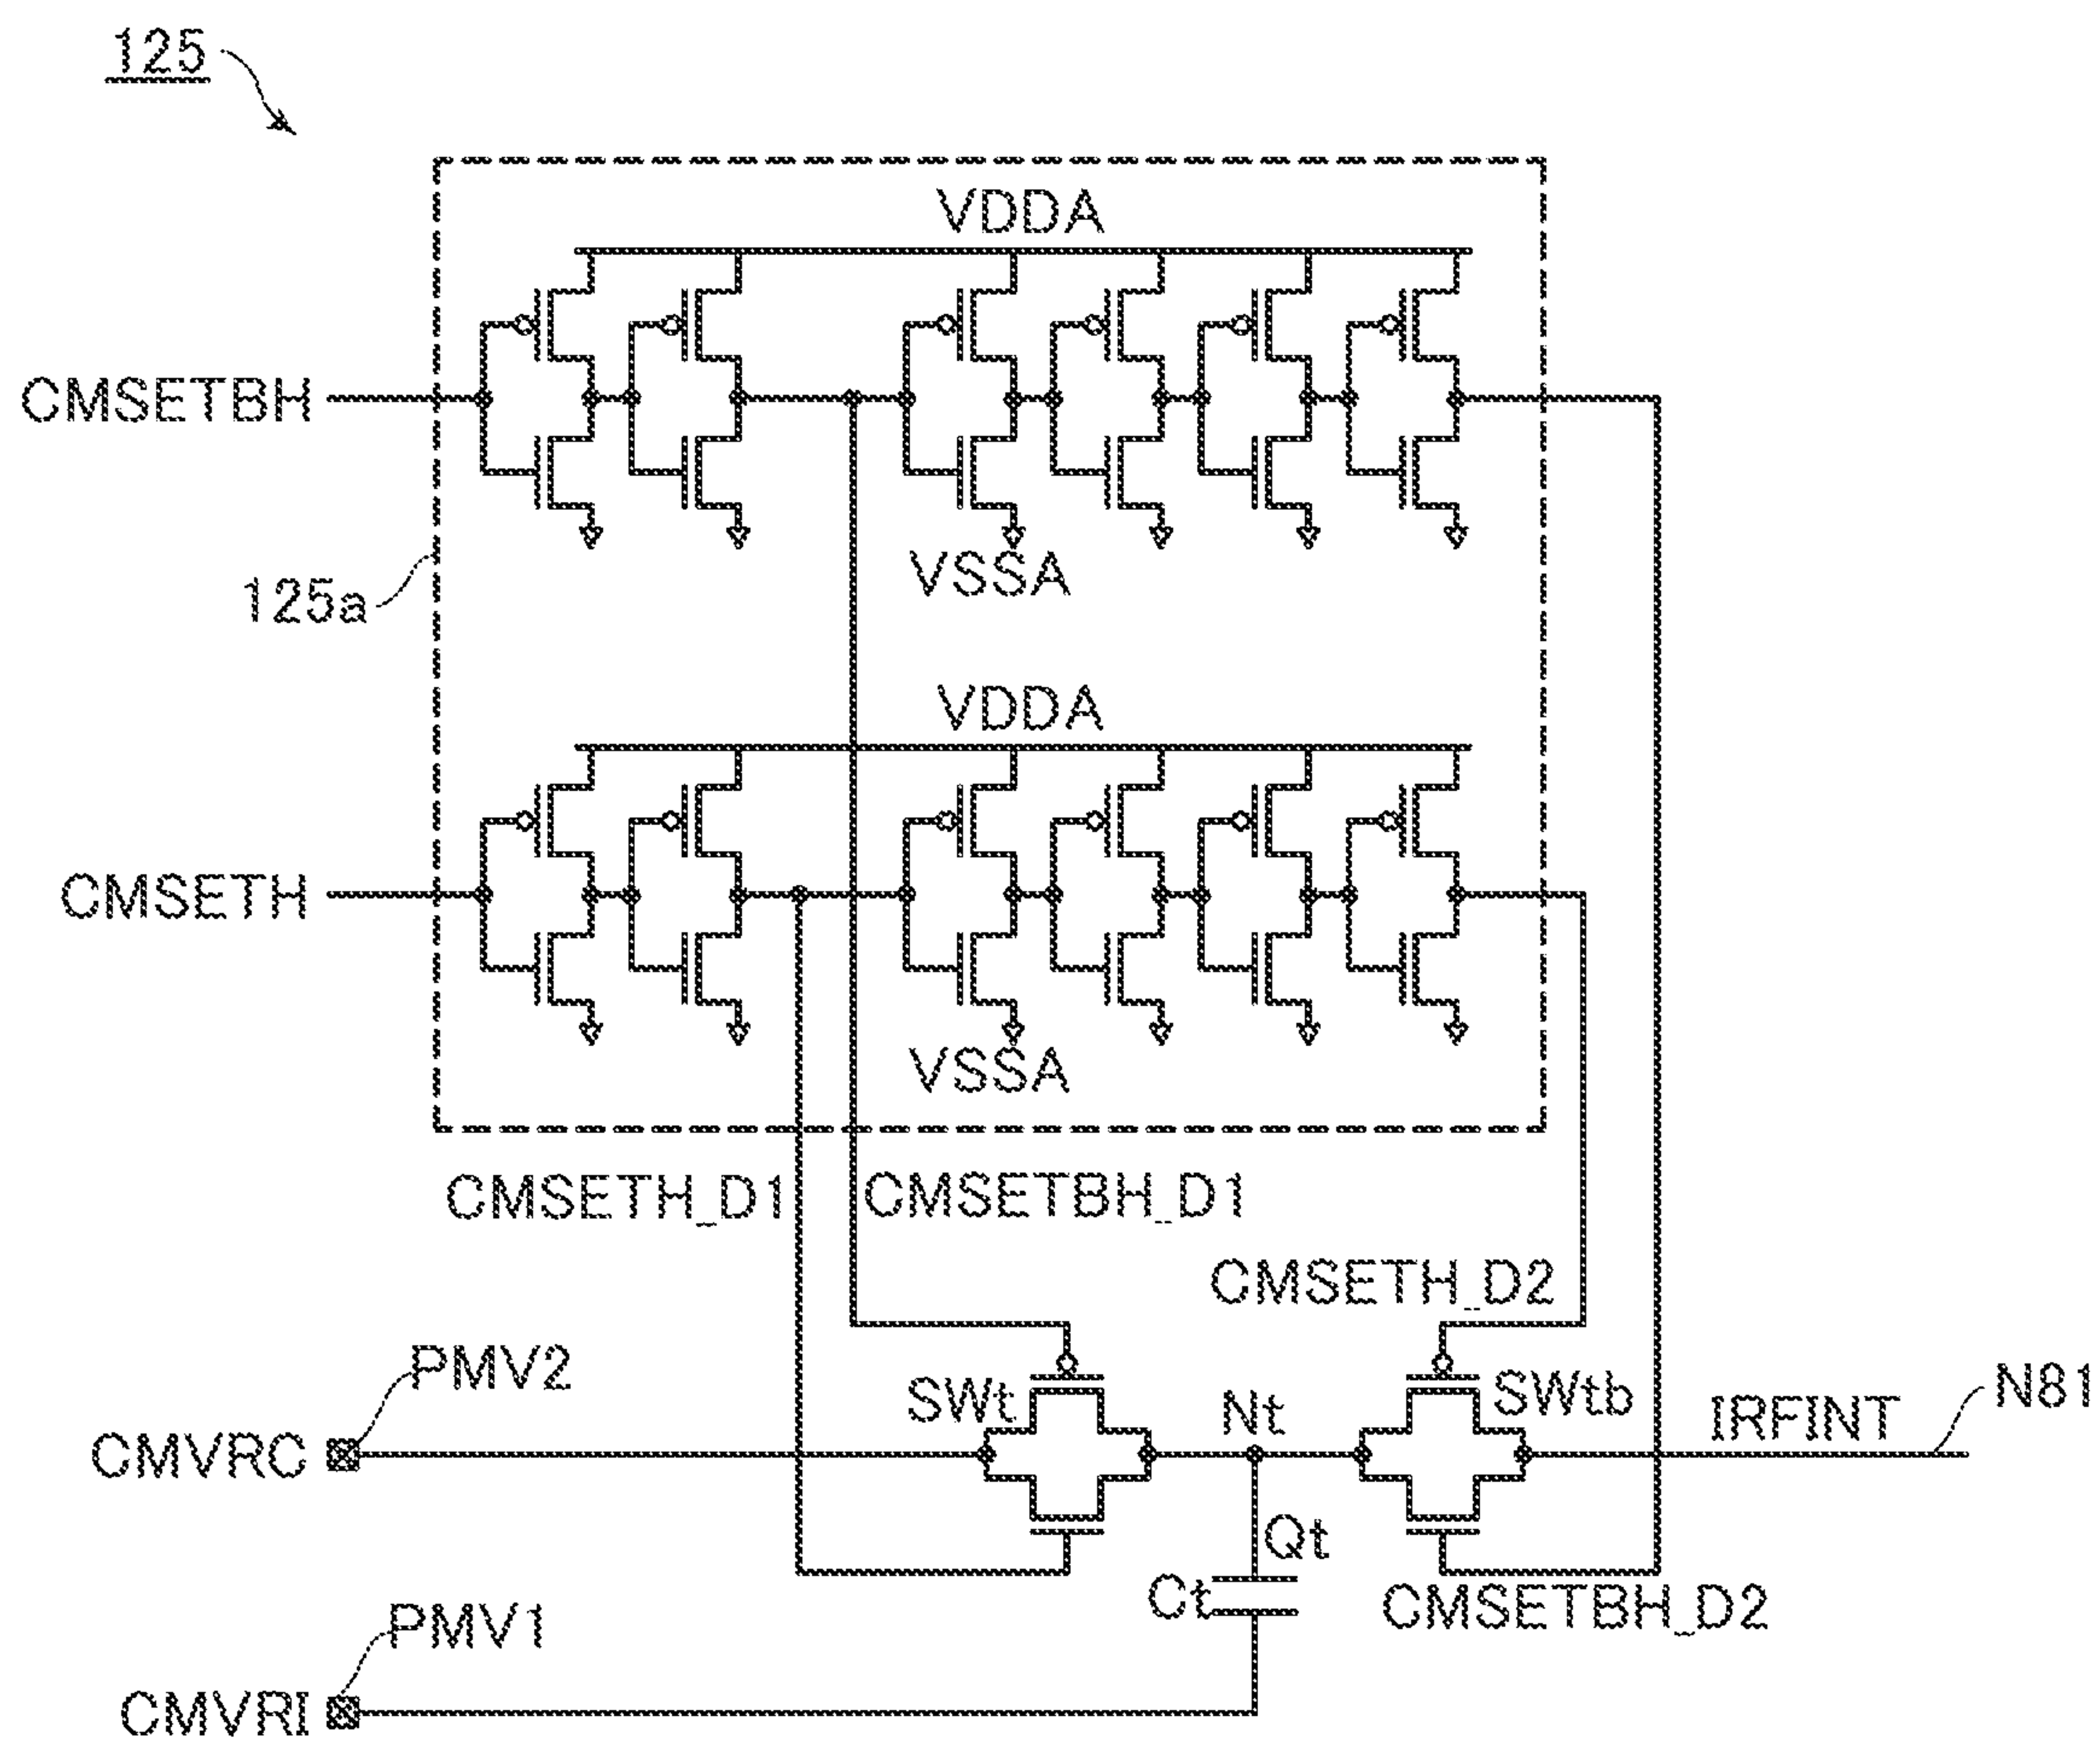 125
VDDA
CMSETBH
VSSA
125a
VDDA
CMSETH
VSSA
CMSETH_D1
CMSETBH_D1
CMSETH_D2
PMV2
SWt
Nt
SWtb
IRFINT
N81
CMVRC
Qt
Ct
CMSETBH_D2
PMV1
CMVRI